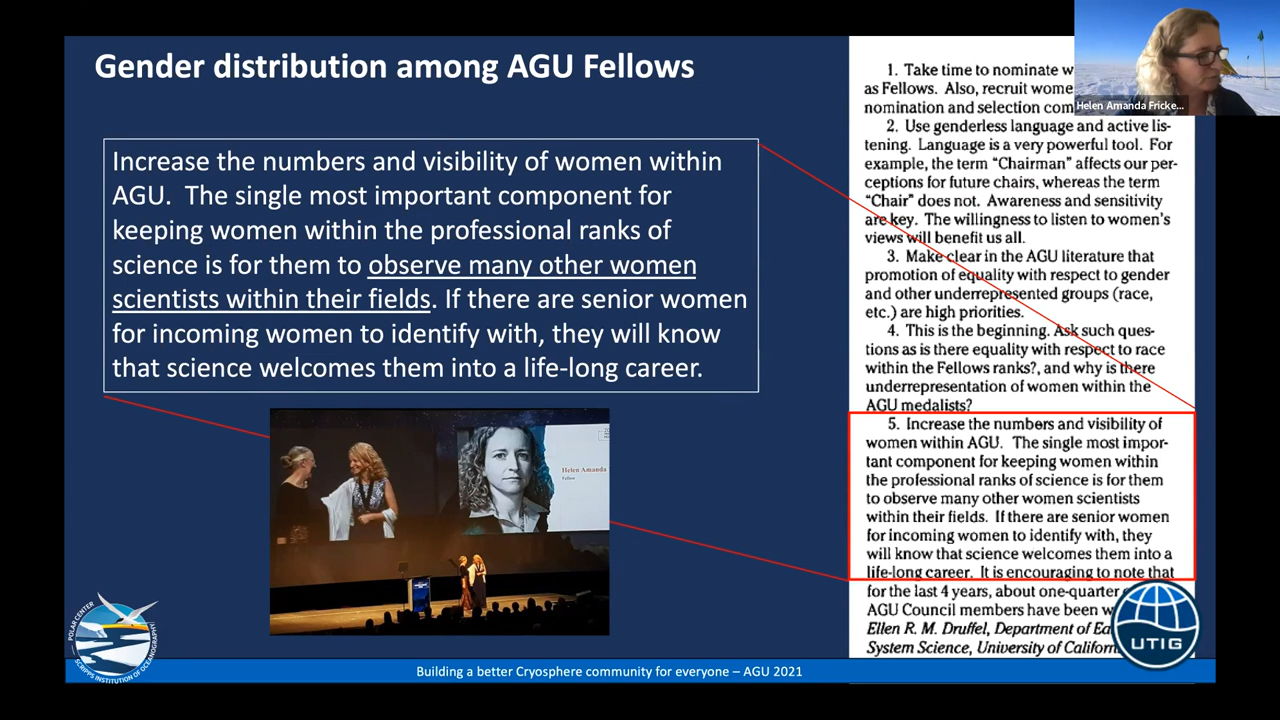 Gender distribution among AGU Fellows
Increase the numbers and visibility of women within
AGU.  The single most important component for
keeping women within the professional ranks of
science is for them to observe many other women
scientists within their fields. If there are senior women
for incoming women to identify with, they will know
that science welcomes them into a life-long career.
Helen Amanda
Fellow
1. Take time to nominate w
as Fellows. Also, recruit wome
nomination and selection com
2. Use genderless language and active lis-
tening. Language is a very powerful tool. For
example, the term “Chairman” affects our per-
ceptions for future chairs, whereas the term
“Chair” does not. Awareness and sensitivity
are key. The willingness to listen to women's
views will benefit us all.
3. Make clear in the AGU literature that
promotion of equality with respect to gender
and other underrepresented groups (race,
etc.) are high priorities.
4. This is the beginning. Ask such ques-
tions as is there equality with respect to race
within the Fellows ranks?, and why is there
underrepresentation of women within the
AGU medalists?
5. Increase the numbers and visibility of
women within AGU.  The single most impor-
tant component for keeping women within
the professional ranks of science is for them
to observe many other women scientists
within their fields.  If there are senior women
for incoming women to identify with, they
will know that science welcomes them into a
life-long career.  It is encouraging to note that
for the last 4 years, about one-quarter
AGU Council members have been w
Ellen R. M. Druffel, Department of Ea
System Science, University of Californ
Helen Amanda Fricke...
POLAR CENTER
SCRIPPS INSTITUTION OF OCEANOGRAPHY
UTIG
Building a better Cryosphere community for everyone – AGU 2021